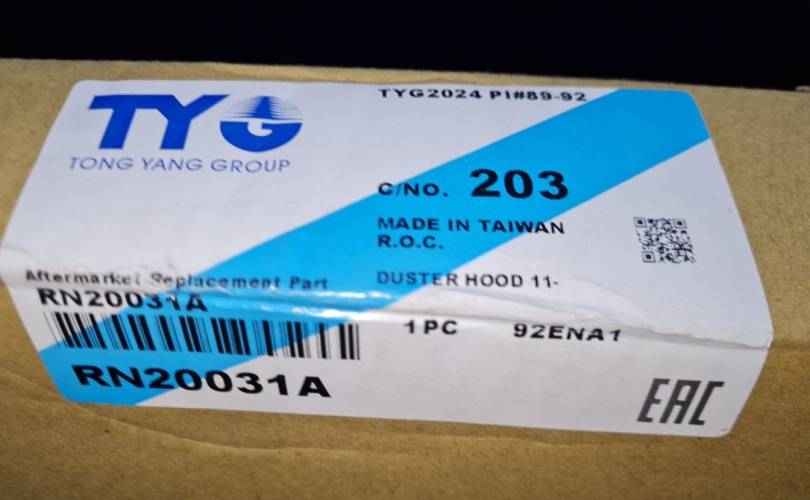 TYG
TONG YANG GROUP
TYG2024 PI#89-92
C/NO. 203
MADE IN TAIWAN
R.O.C.
Aftermarket Replacement Part
DUSTER HOOD 11-
RN20031A
1PC 92ENA1
RN20031A
EAC